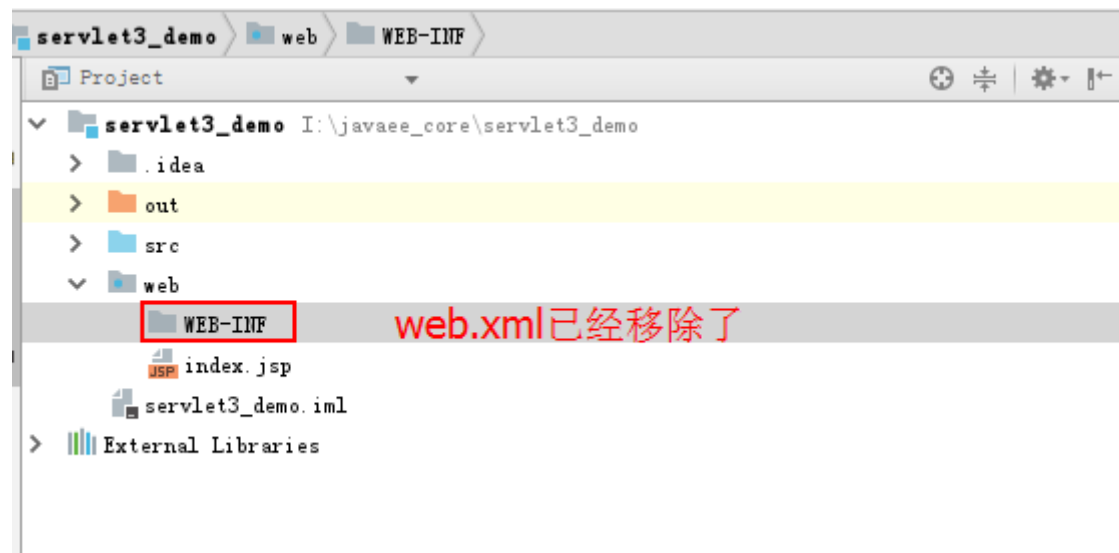 servlet3_demo web WEB-INF
Project
servlet3_demo I:\javaee_core\servlet3_demo
.idea
out
src
web
WEB-INF web.xml已经移除了
JSP index.jsp
servlet3_demo.iml
External Libraries